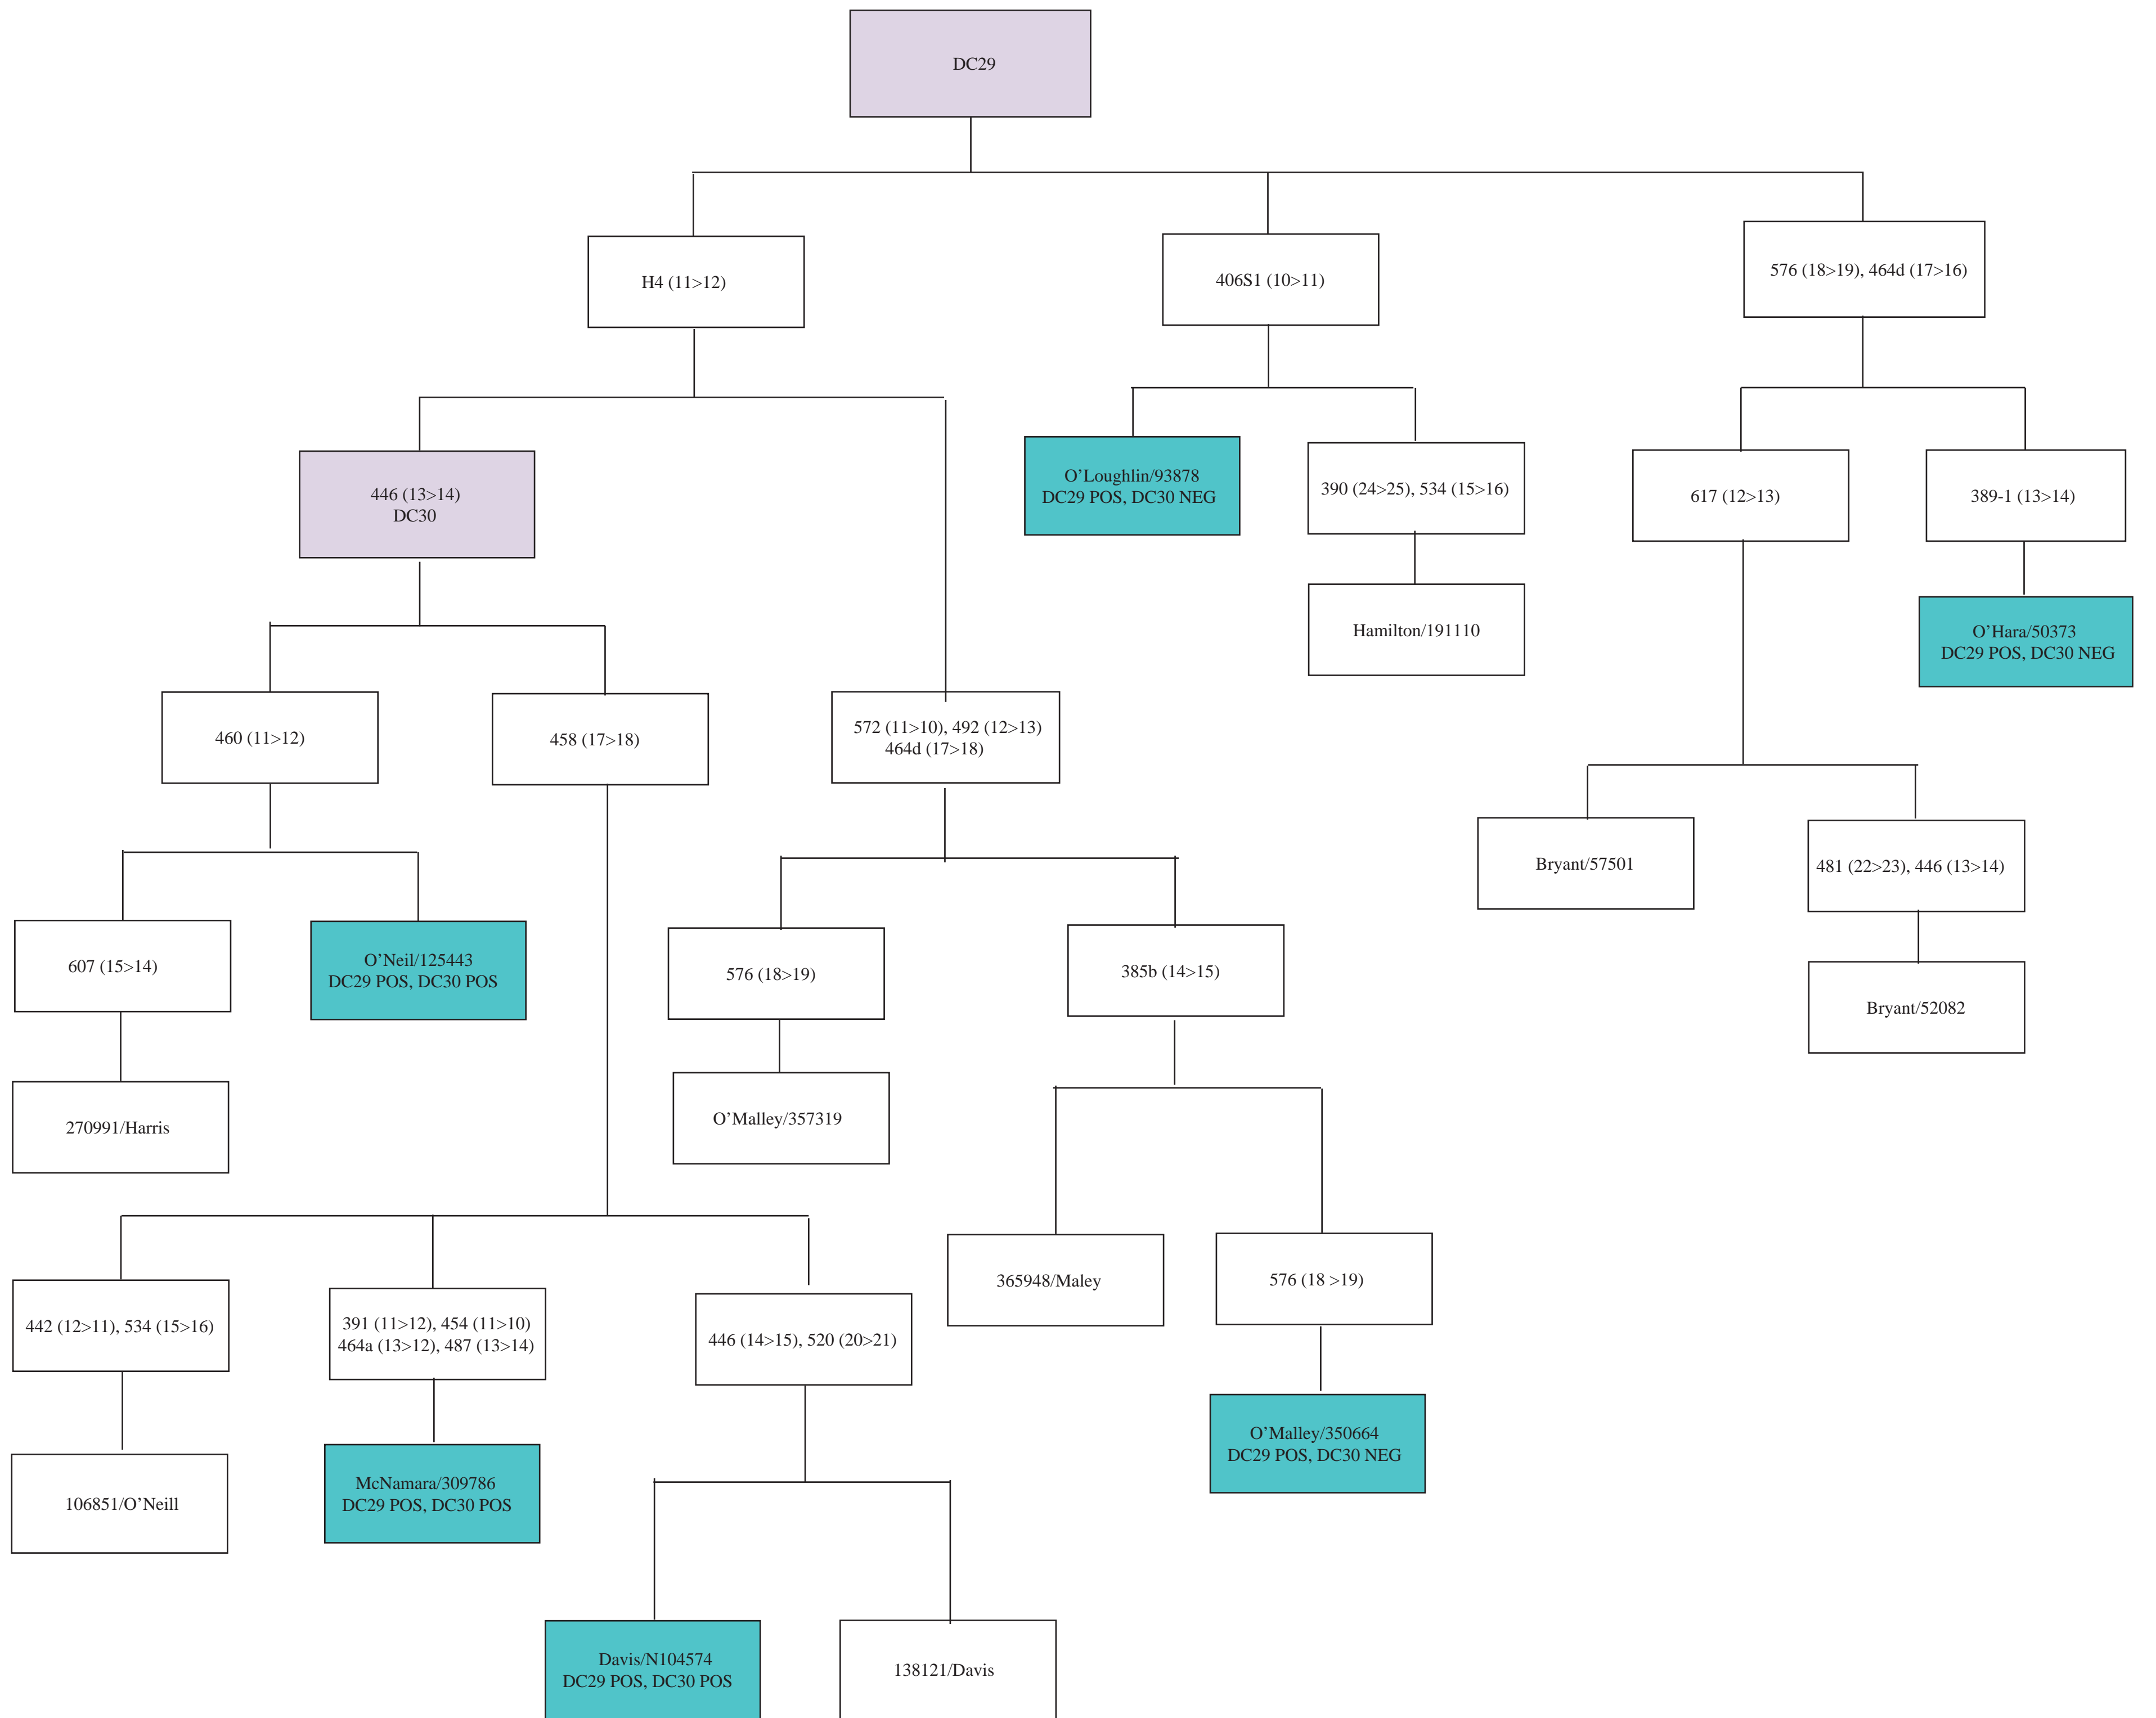 DC29
H4 (11>12)
406S1 (10>11)
576 (18>19), 464d (17>16)
446 (13>14)
DC30
O’Loughlin/93878
DC29 POS, DC30 NEG
390 (24>25), 534 (15>16)
617 (12>13)
389-1 (13>14)
Hamilton/191110
O’Hara/50373
DC29 POS, DC30 NEG
460 (11>12)
458 (17>18)
572 (11>10), 492 (12>13)
464d (17>18)
Bryant/57501
481 (22>23), 446 (13>14)
607 (15>14)
O’Neil/125443
DC29 POS, DC30 POS
576 (18>19)
385b (14>15)
Bryant/52082
270991/Harris
O’Malley/357319
365948/Maley
576 (18 >19)
442 (12>11), 534 (15>16)
391 (11>12), 454 (11>10)
464a (13>12), 487 (13>14)
446 (14>15), 520 (20>21)
O’Malley/350664
DC29 POS, DC30 NEG
106851/O’Neill
McNamara/309786
DC29 POS, DC30 POS
Davis/N104574
DC29 POS, DC30 POS
138121/Davis